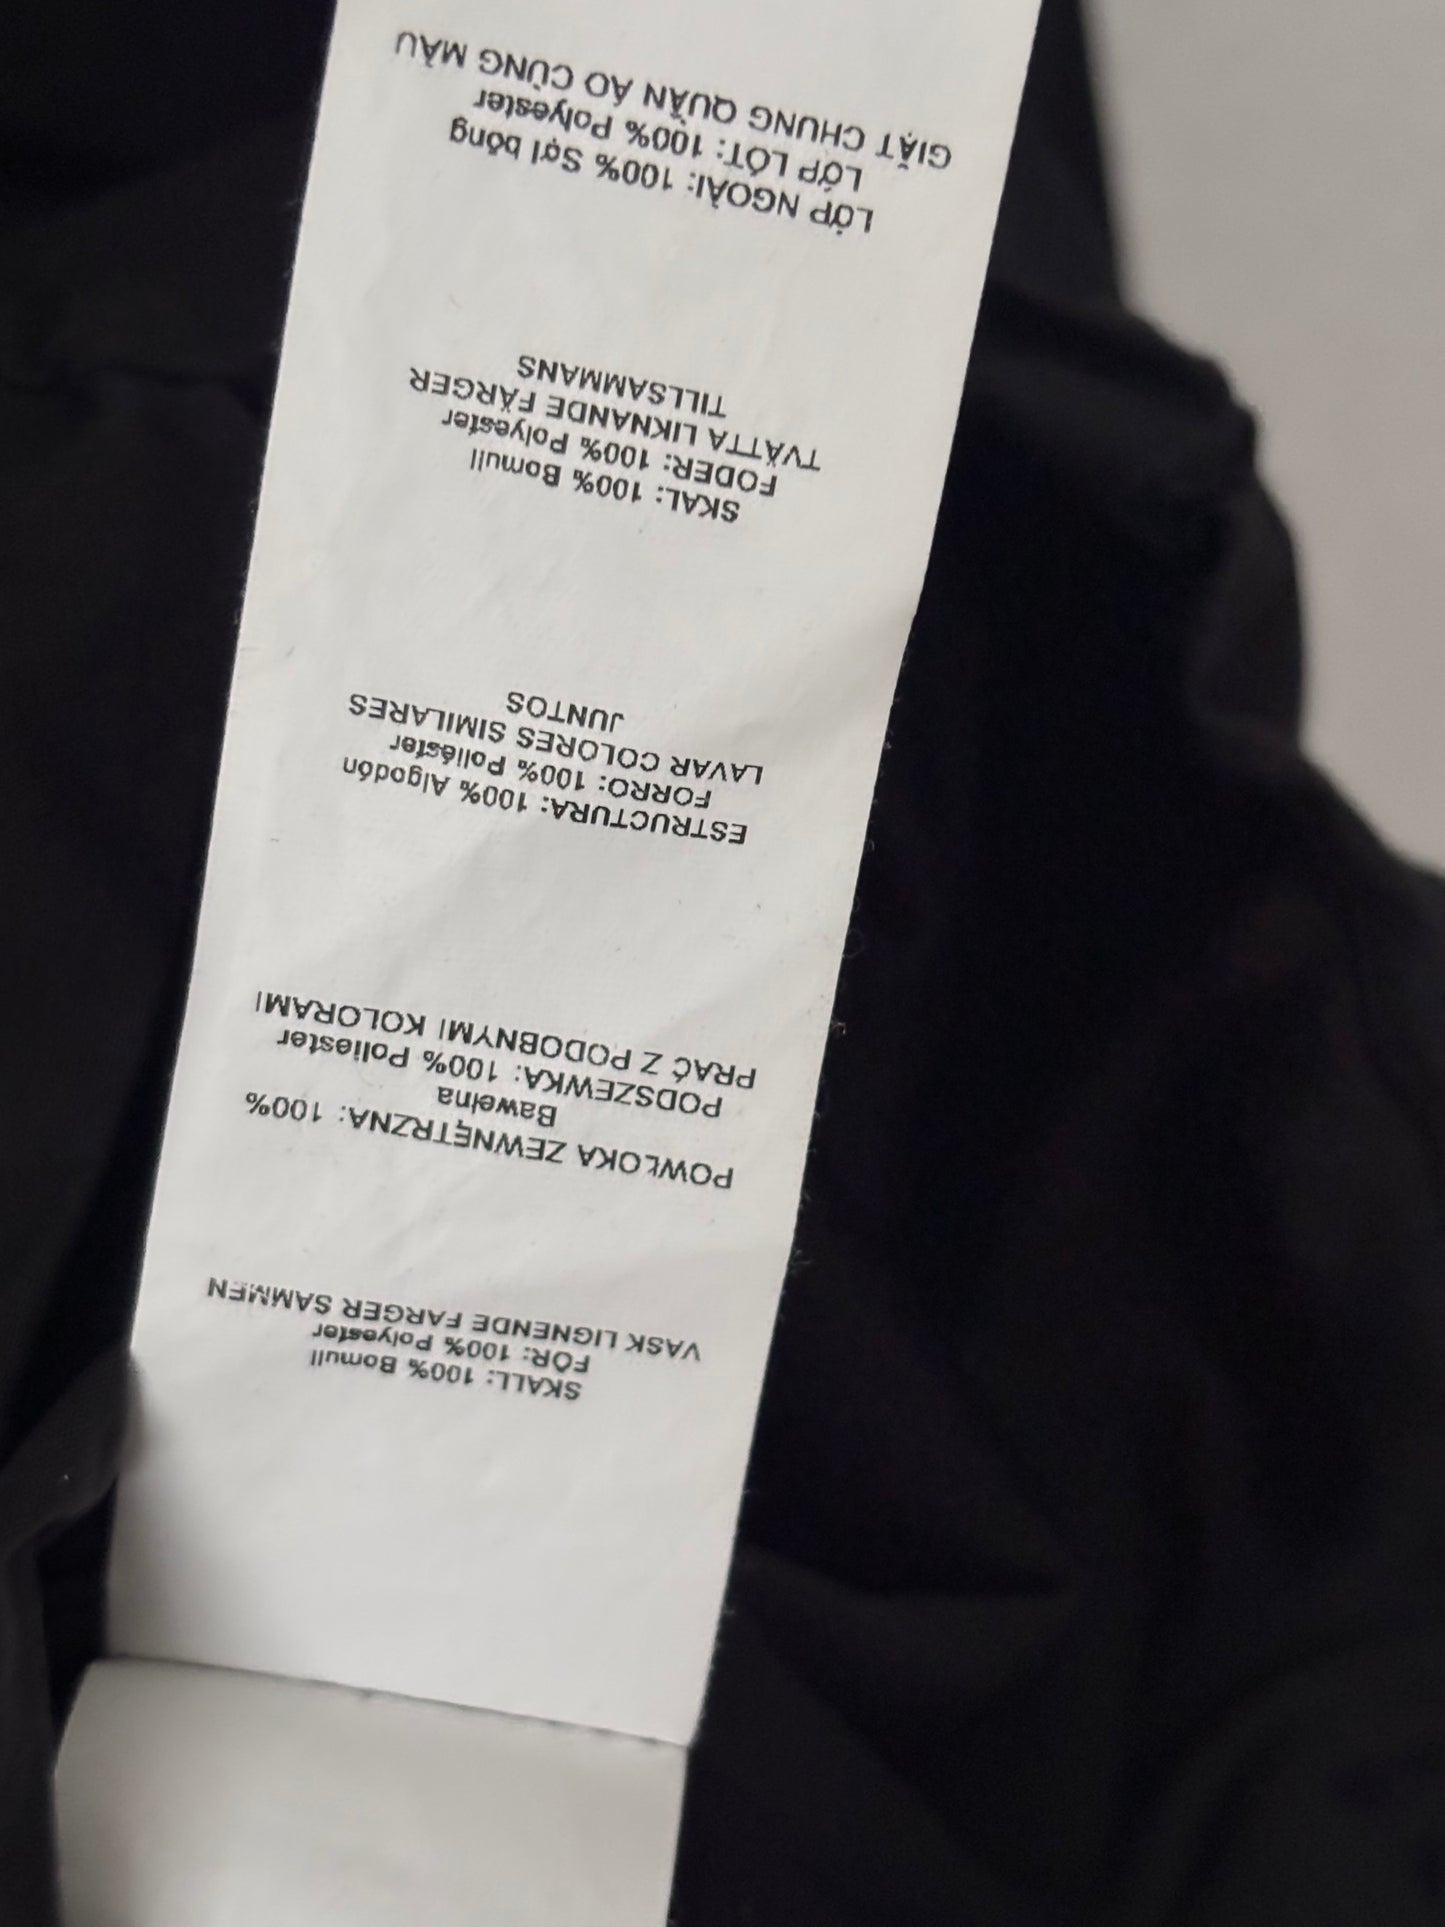 SKALL: 100% Bomull
FÔR: 100% Polyester
VASK LIGNENDE FARGER SAMMEN
POWŁOKA ZEWNĘTRZNA: 100%
Bawełna
PODSZEWKA: 100% Poliester
PRAĆ Z PODOBNYMI KOLORAMI
ESTRUCTURA: 100% Algodón
FORRO: 100% Poliéster
LAVAR COLORES SIMILARES
JUNTOS
SKAL: 100% Bomull
FODER: 100% Polyester
TVÄTTA LIKNANDE FÄRGER
TILLSAMMANS
LỚP NGOÀI: 100% Sợi bông
LỚP LÓT: 100% Polyester
GIẶT CHUNG QUẦN ÁO CÙNG MÀU